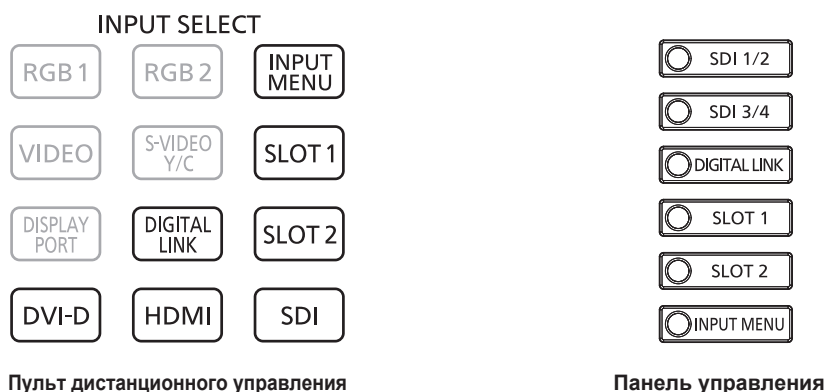 INPUT SELECT
RGB 1
RGB 2
INPUT
MENU
VIDEO
S-VIDEO
Y/C
SLOT 1
DISPLAY
PORT
DIGITAL
LINK
SLOT 2
DVI-D
HDMI
SDI
Пульт дистанционного управления
SDI 1/2
SDI 3/4
DIGITAL LINK
SLOT 1
SLOT 2
INPUT MENU
Панель управления